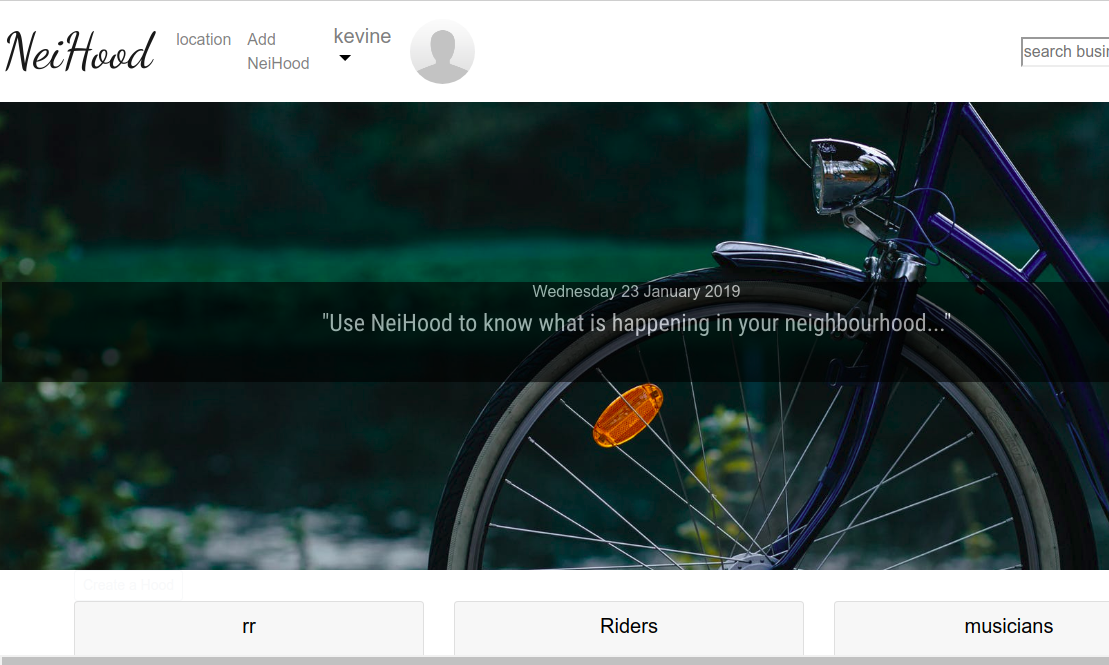 NeiHood
location
Add
NeiHood
kevine
search busi
Wednesday 23 January 2019
"Use NeiHood to know what is happening in your neighbourhood..."
Create a Hood
rr
Riders
musicians